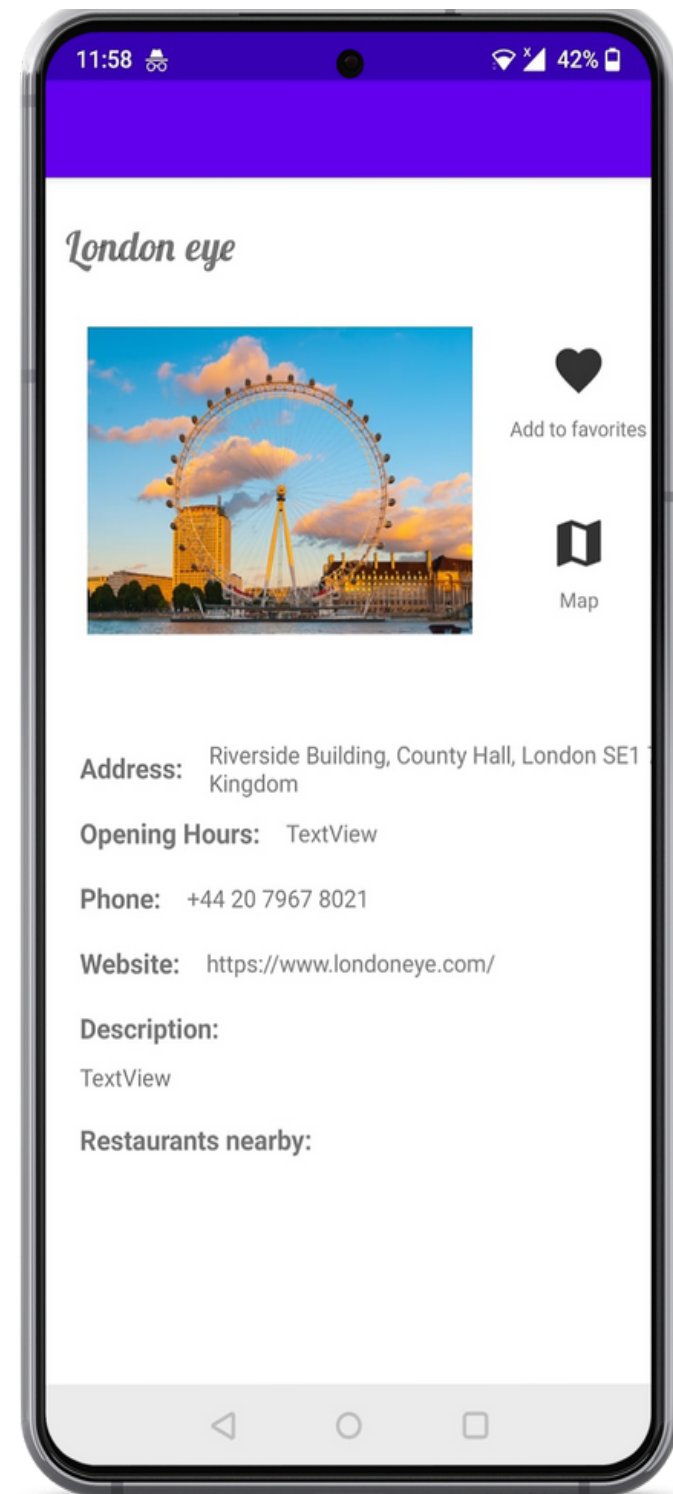 11:58 42%
London eye
Add to favorites
Map
Address: Riverside Building, County Hall, London SE1
Kingdom
Opening Hours: TextView
Phone: +44 20 7967 8021
Website: https://www.londoneye.com/
Description:
TextView
Restaurants nearby: